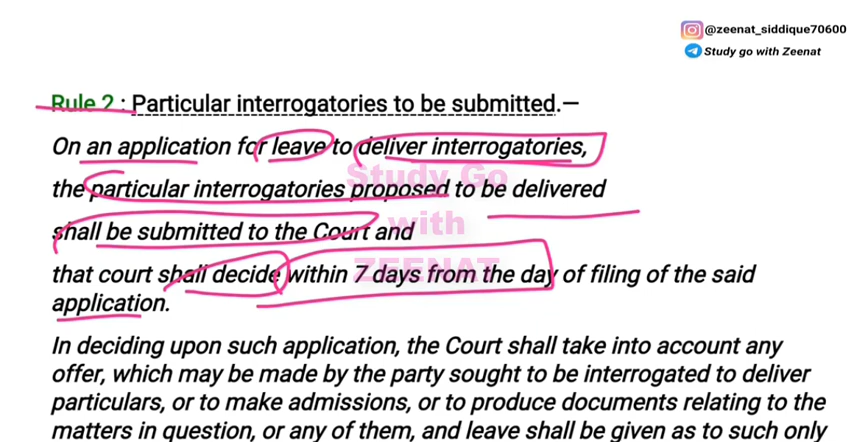 @zeenat_siddique70600
Study go with Zeenat
Rule 2 : Particular interrogatories to be submitted.—
On an application for leave to deliver interrogatories,
the particular interrogatories proposed to be delivered
shall be submitted to the Court and
that court shall decide within 7 days from the day of filing of the said
application.
In deciding upon such application, the Court shall take into account any
offer, which may be made by the party sought to be interrogated to deliver
particulars, or to make admissions, or to produce documents relating to the
matters in question, or any of them, and leave shall be given as to such only
Study Go
with
ZEENAT